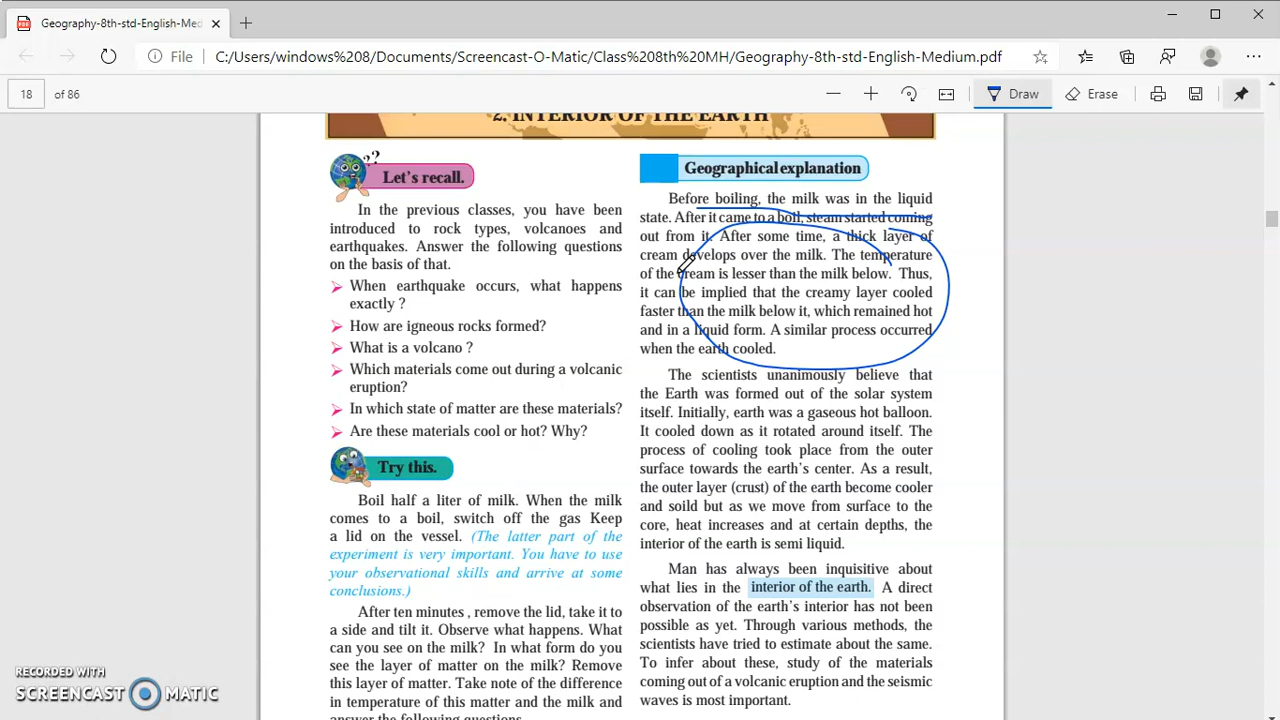 Geography-8th-std-English-Med
File
C:/Users/windows%208/Documents/Screencast-O-Matic/Class%208th%20MH/Geography-8th-std-English-Medium.pdf
18 of 86
Draw
Erase
2. INTERIOR OF THE EARTH
??
Let's recall.
In the previous classes, you have been
introduced to rock types, volcanoes and
earthquakes. Answer the following questions
on the basis of that.
When earthquake occurs, what happens
exactly ?
How are igneous rocks formed?
What is a volcano ?
Which materials come out during a volcanic
eruption?
In which state of matter are these materials?
Are these materials cool or hot? Why?
Try this.
Boil half a liter of milk. When the milk
comes to a boil, switch off the gas Keep
a lid on the vessel. (The latter part of the
experiment is very important. You have to use
your observational skills and arrive at some
conclusions.)
After ten minutes , remove the lid, take it to
a side and tilt it. Observe what happens. What
can you see on the milk? In what form do you
see the layer of matter on the milk? Remove
this layer of matter. Take note of the difference
in temperature of this matter and the milk and
answer the following questions.
Geographical explanation
Before boiling, the milk was in the liquid
state. After it came to a boil, steam started coming
out from it. After some time, a thick layer of
cream develops over the milk. The temperature
of the cream is lesser than the milk below. Thus,
it can be implied that the creamy layer cooled
faster than the milk below it, which remained hot
and in a liquid form. A similar process occurred
when the earth cooled.
The scientists unanimously believe that
the Earth was formed out of the solar system
itself. Initially, earth was a gaseous hot balloon.
It cooled down as it rotated around itself. The
process of cooling took place from the outer
surface towards the earth's center. As a result,
the outer layer (crust) of the earth become cooler
and soild but as we move from surface to the
core, heat increases and at certain depths, the
interior of the earth is semi liquid.
Man has always been inquisitive about
what lies in the interior of the earth. A direct
observation of the earth's interior has not been
possible as yet. Through various methods, the
scientists have tried to estimate about the same.
To infer about these, study of the materials
coming out of a volcanic eruption and the seismic
waves is most important.
RECORDED WITH
SCREENCAST MATIC